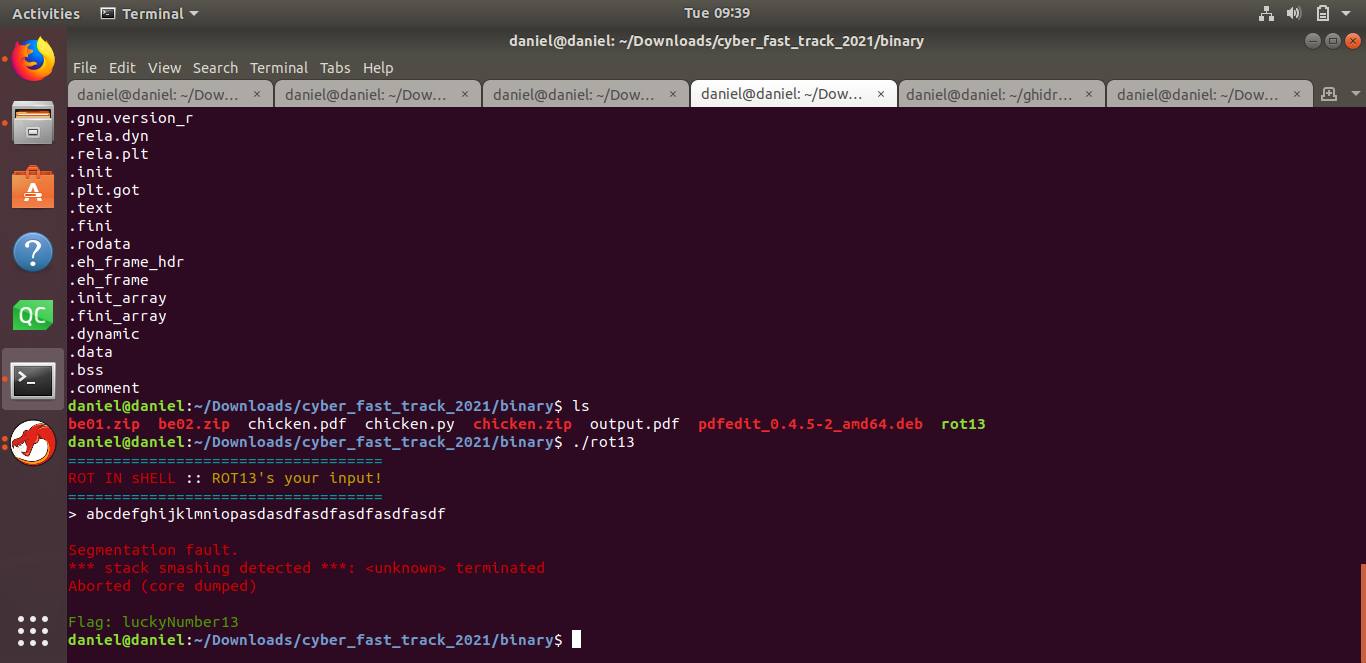 Activities Terminal Tue 09:39
daniel@daniel: ~/Downloads/cyber_fast_track_2021/binary
File Edit View Search Terminal Tabs Help
daniel@daniel: ~/Dow… × daniel@daniel: ~/Dow… × daniel@daniel: ~/Dow… × daniel@daniel: ~/Dow… × daniel@daniel: ~/ghidr… × daniel@daniel: ~/Dow… ×
.gnu.version_r
.rela.dyn
.rela.plt
.init
.plt.got
.text
.fini
.rodata
.eh_frame_hdr
.eh_frame
.init_array
.fini_array
.dynamic
.data
.bss
.comment
daniel@daniel:~/Downloads/cyber_fast_track_2021/binary$ ls
be01.zip be02.zip chicken.pdf chicken.py chicken.zip output.pdf pdfedit_0.4.5-2_amd64.deb rot13
daniel@daniel:~/Downloads/cyber_fast_track_2021/binary$ ./rot13
===================================
ROT IN sHELL :: ROT13's your input!
===================================
> abcdefghijklmniopasdasdfasdfasdfasdfasdf
Segmentation fault.
*** stack smashing detected ***: <unknown> terminated
Aborted (core dumped)
Flag: luckyNumber13
daniel@daniel:~/Downloads/cyber_fast_track_2021/binary$
QC